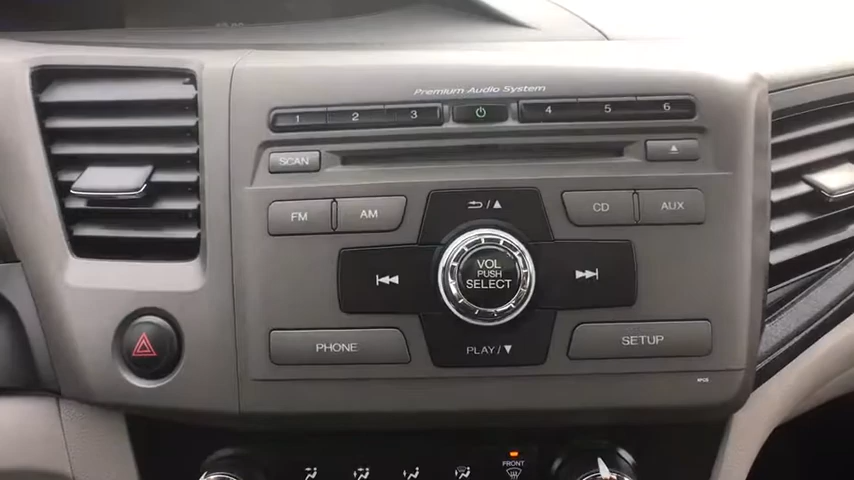 Premium Audio System
1 2 3 4 5 6
SCAN
FM AM CD AUX
VOL
PUSH
SELECT
PHONE PLAY/▼ SETUP
FRONT